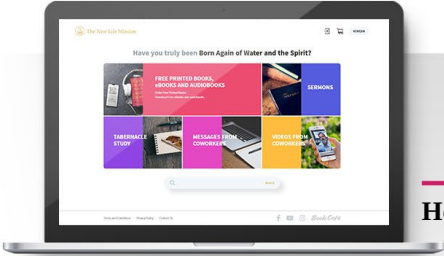 The New Life Mission
Have you truly been Born Again of Water and the Spirit?
FREE PRINTED BOOKS,
eBOOKS AND AUDIOBOOKS
SERMONS
TABERNACLE
STUDY
MESSAGES FROM
COWORKERS
VIDEOS FROM
COWORKERS
Terms and Conditions Privacy Policy Contact Us